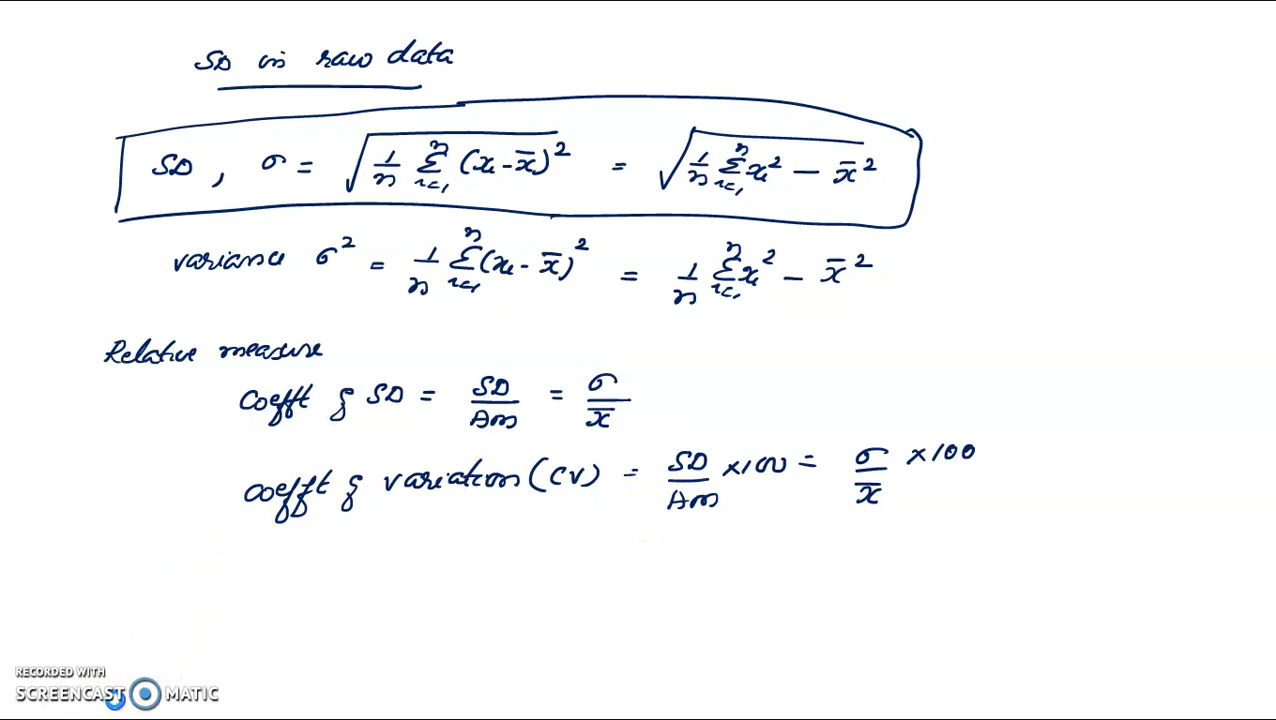 SD in raw data
SD, σ = √(1/n Σ_{i=1}^{n} (xi - x̄)²) = √(1/n Σ_{i=1}^{n} xi² - x̄²)
variance σ² = 1/n Σ_{i=1}^{n} (xi - x̄)² = 1/n Σ_{i=1}^{n} xi² - x̄²
Relative measure
Coefft of SD = SD/Am = σ/x̄
Coefft of variation (CV) = SD/Am ×100 = σ/x̄ ×100
RECORDED WITH
SCREENCAST MATIC